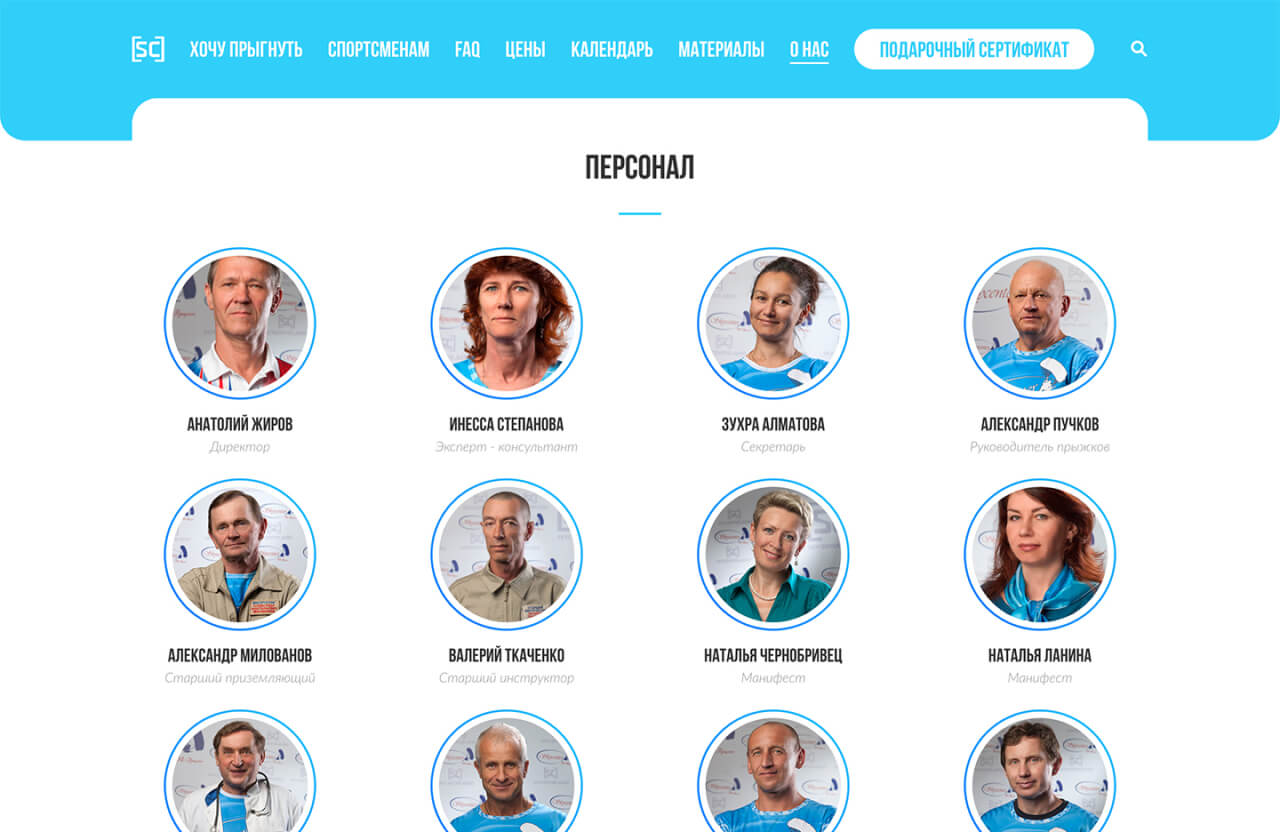 [SC] ХОЧУ ПРЫГНУТЬ СПОРТСМЕНАМ FAQ ЦЕНЫ КАЛЕНДАРЬ МАТЕРИАЛЫ О НАС ПОДАРОЧНЫЙ СЕРТИФИКАТ
ПЕРСОНАЛ
АНАТОЛИЙ ЖИРОВ ИНЕССА СТЕПАНОВА ЗУХРА АЛМАТОВА АЛЕКСАНДР ПУЧКОВ
Директор Эксперт - консультант Секретарь Руководитель прыжков
АЛЕКСАНДР МИЛОВАНОВ ВАЛЕРИЙ ТКАЧЕНКО НАТАЛЬЯ ЧЕРНОБРИВЕЦ НАТАЛЬЯ ЛАНИНА
Старший приземляющий Старший инструктор Манифест Манифест